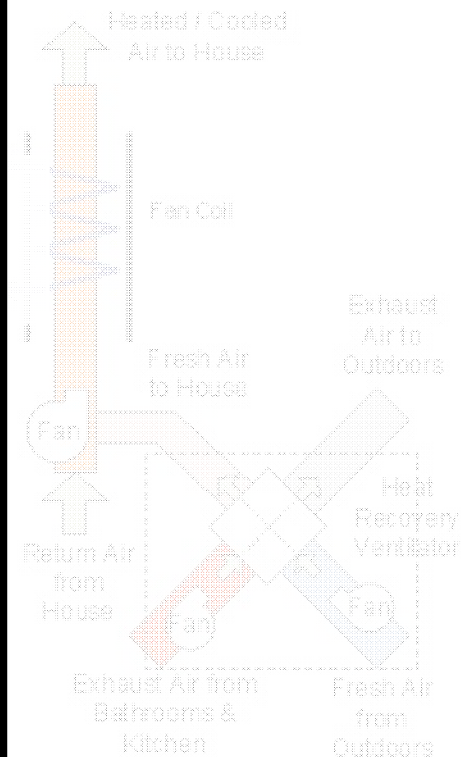 Heated / Cooled
Air to House
Fan Coil
Exhaust
Air to
Outdoors
Fresh Air
to House
Fan
Heat
Recovery
Ventilator
Return Air
from
House
Fan
Fan
Exhaust Air from
Bathrooms &
Kitchen
Fresh Air
from
Outdoors